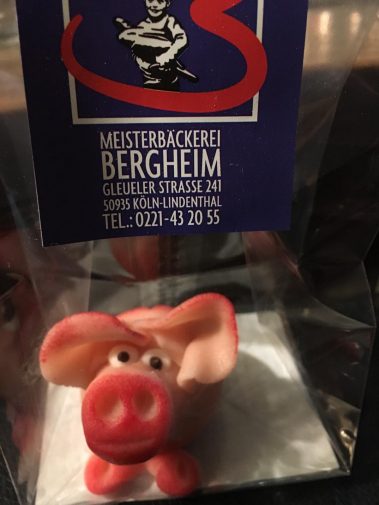 MEISTERBÄCKEREI
BERGHEIM
GLEUELER STRASSE 241
50935 KÖLN-LINDENTHAL
TEL.: 0221-43 20 55